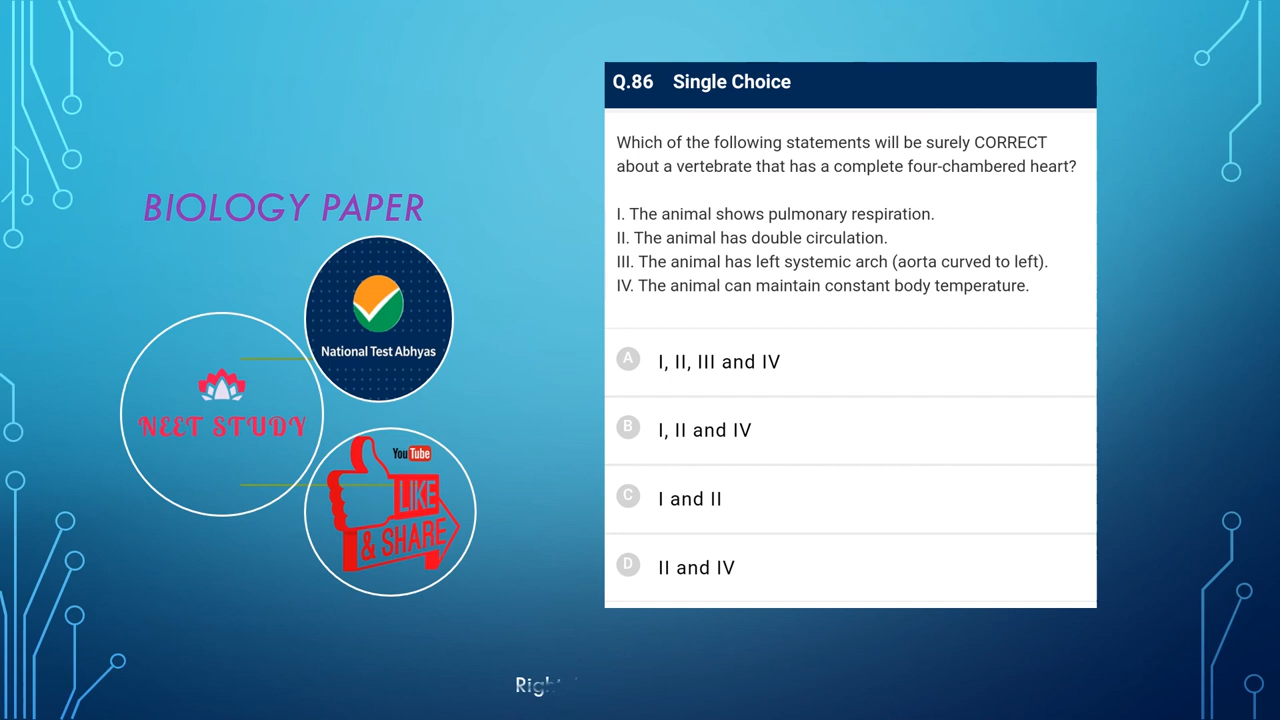 BIOLOGY PAPER
National Test Abhyas
NEET STUDY
YouTube
LIKE
& SHARE
Q.86 Single Choice
Which of the following statements will be surely CORRECT
about a vertebrate that has a complete four-chambered heart?
I. The animal shows pulmonary respiration.
II. The animal has double circulation.
III. The animal has left systemic arch (aorta curved to left).
IV. The animal can maintain constant body temperature.
A I, II, III and IV
B I, II and IV
C I and II
D II and IV